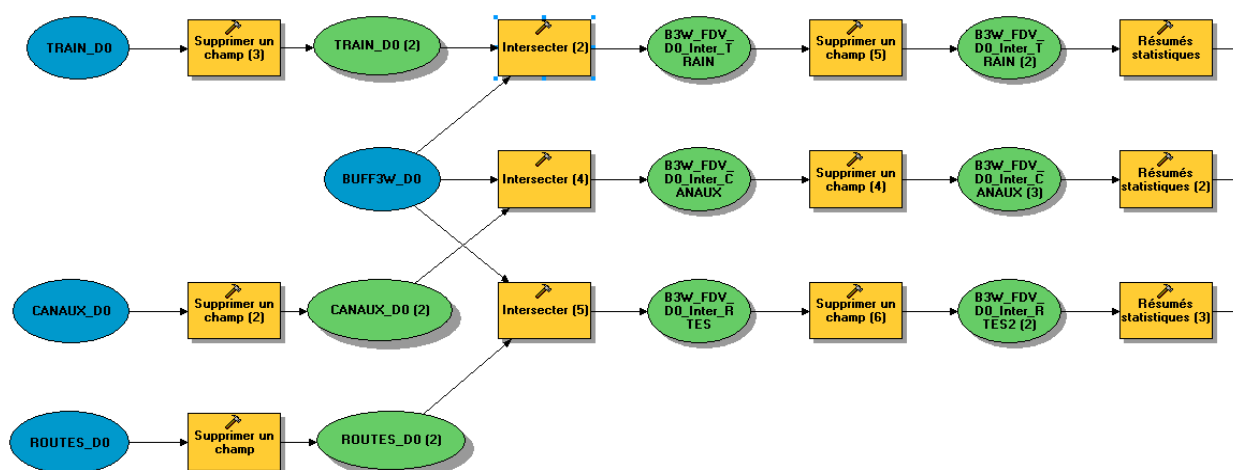 TRAIN_D0
Supprimer un
champ (3)
TRAIN_D0 (2)
Intersecter (2)
B3W_FDV_
D0_Inter_T
RAIN
Supprimer un
champ (5)
B3W_FDV_
D0_Inter_T
RAIN (2)
Résumés
statistiques
BUFF3W_D0
Intersecter (4)
B3W_FDV_
D0_Inter_C
ANAUX
Supprimer un
champ (4)
B3W_FDV_
D0_Inter_C
ANAUX (3)
Résumés
statistiques (2)
CANAUX_D0
Supprimer un
champ (2)
CANAUX_D0 (2)
Intersecter (5)
B3W_FDV_
D0_Inter_R
TES
Supprimer un
champ (6)
B3W_FDV_
D0_Inter_R
TES2 (2)
Résumés
statistiques (3)
ROUTES_D0
Supprimer un
champ
ROUTES_D0 (2)